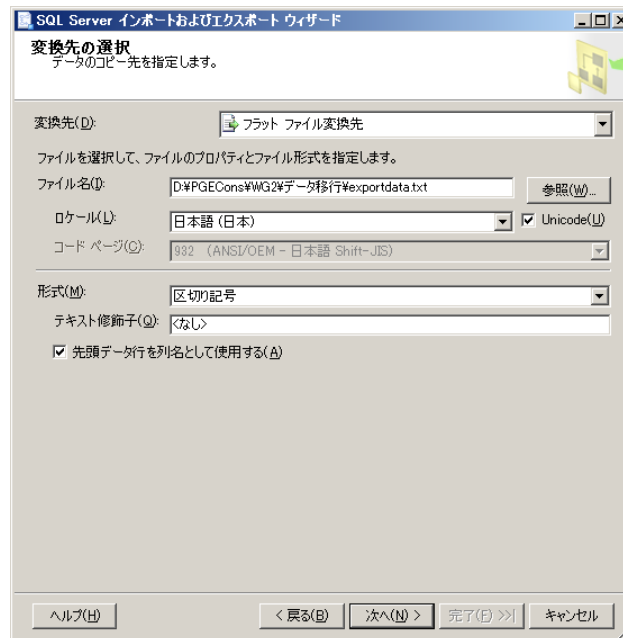 SQL Server インポートおよびエクスポート ウィザード
変換先の選択
データのコピー先を指定します。
変換先(D):
フラット ファイル変換先
ファイルを選択して、ファイルのプロパティとファイル形式を指定します。
ファイル名(I):
D:¥PGECons¥WG2¥データ移行¥exportdata.txt
参照(W)...
ロケール(L):
日本語 (日本)
Unicode(U)
コード ページ(C):
932 (ANSI/OEM - 日本語 Shift-JIS)
形式(M):
区切り記号
テキスト修飾子(Q):
<なし>
先頭データ行を列名として使用する(A)
ヘルプ(H)
< 戻る(B)
次へ(N) >
完了(F) >>|
キャンセル